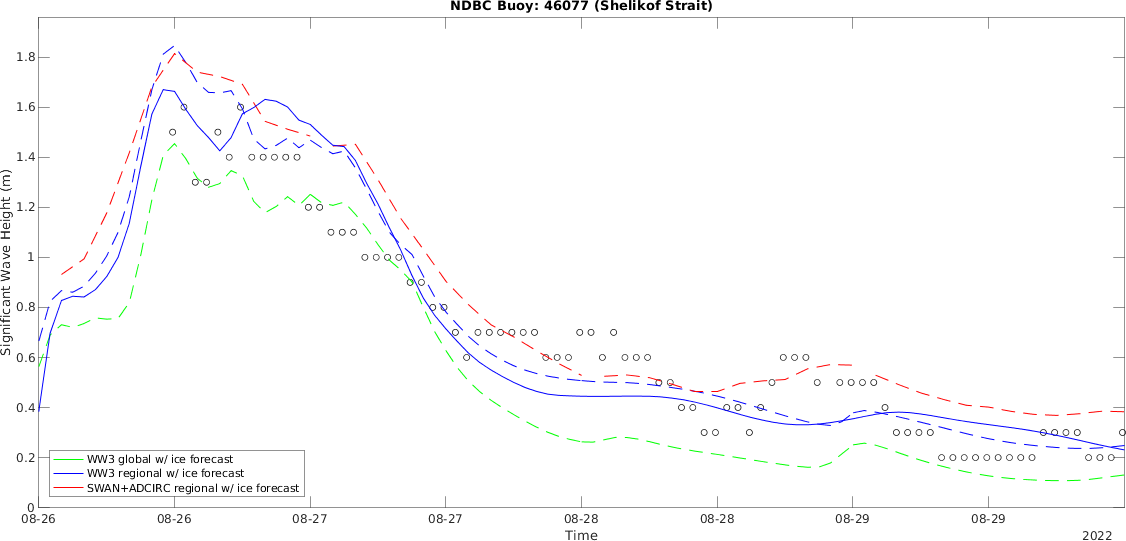 NDBC Buoy: 46077 (Shelikof Strait)
Significant Wave Height (m)
1.8
1.6
1.4
1.2
1
0.8
0.6
0.4
0.2
0
WW3 global w/ ice forecast
WW3 regional w/ ice forecast
SWAN+ADCIRC regional w/ ice forecast
08-26 08-26 08-27 08-27 08-28 08-28 08-29 08-29
Time
2022